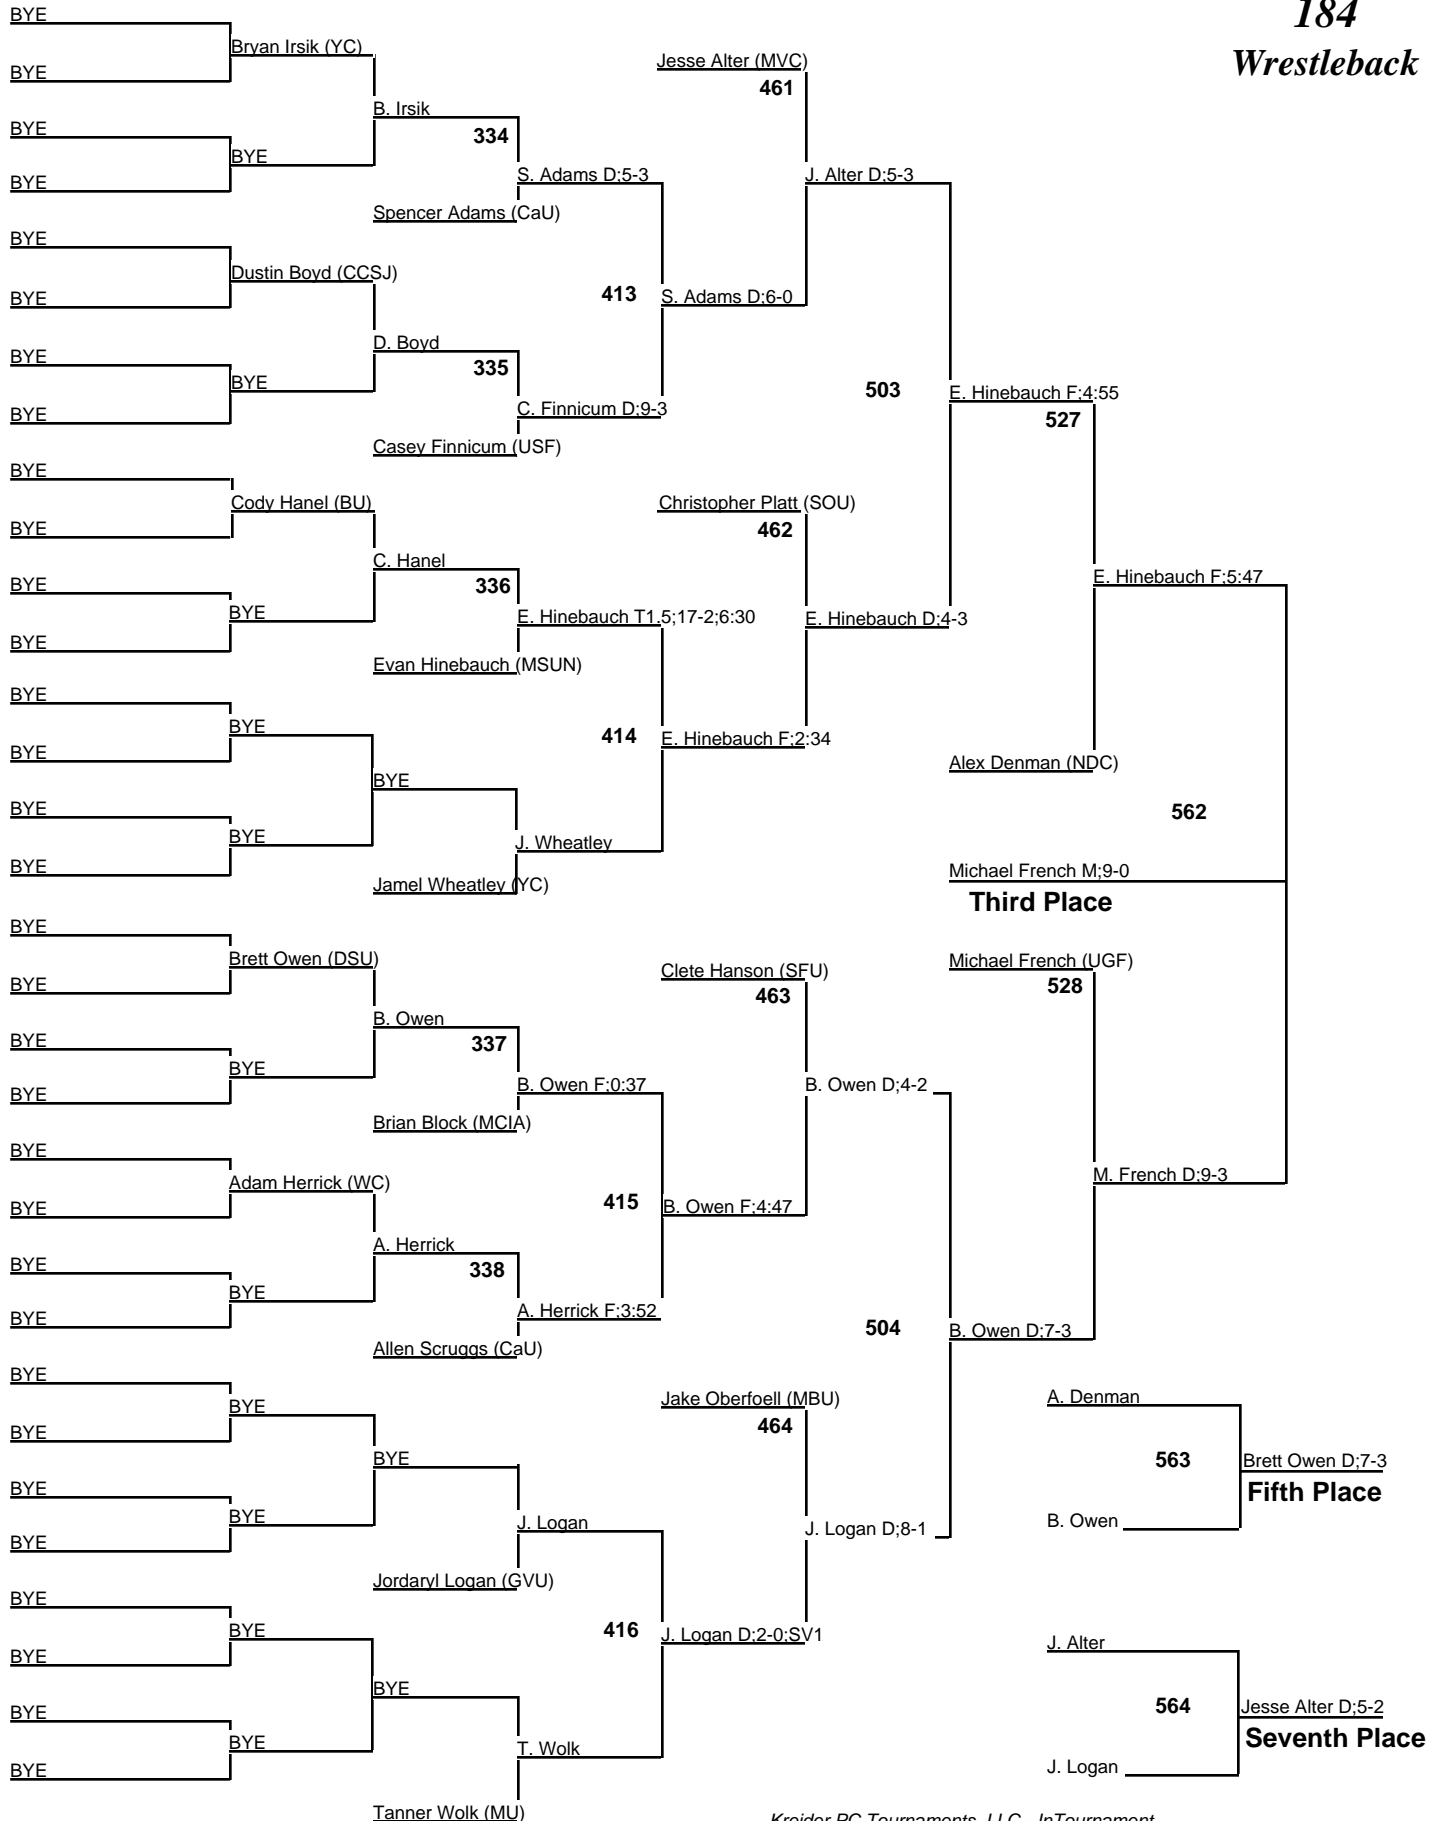 184
Wrestleback
BYE
Bryan Irsik (YC)
BYE
Jesse Alter (MVC)
461
B. Irsik
334
BYE
BYE
BYE
S. Adams D;5-3
J. Alter D;5-3
Spencer Adams (CaU)
BYE
Dustin Boyd (CCSJ)
BYE
413
S. Adams D;6-0
D. Boyd
335
BYE
BYE
BYE
503
E. Hinebauch F;4:55
527
C. Finnicum D;9-3
Casey Finnicum (USF)
BYE
Cody Hanel (BU)
BYE
Christopher Platt (SOU)
462
C. Hanel
336
BYE
BYE
BYE
E. Hinebauch F;5:47
E. Hinebauch T1.5;17-2;6:30
E. Hinebauch D;4-3
Evan Hinebauch (MSUN)
BYE
BYE
BYE
414
E. Hinebauch F;2:34
Alex Denman (NDC)
BYE
BYE
BYE
BYE
562
J. Wheatley
Jamel Wheatley (YC)
Michael French M;9-0
Third Place
BYE
Brett Owen (DSU)
BYE
Clete Hanson (SFU)
463
Michael French (UGF)
528
B. Owen
337
BYE
BYE
BYE
B. Owen F;0:37
B. Owen D;4-2
Brian Block (MCIA)
BYE
Adam Herrick (WC)
BYE
415
B. Owen F;4:47
M. French D;9-3
A. Herrick
338
BYE
BYE
BYE
A. Herrick F;3:52
504
B. Owen D;7-3
Allen Scruggs (CaU)
BYE
BYE
BYE
Jake Oberfoell (MBU)
464
A. Denman
BYE
563
Brett Owen D;7-3
Fifth Place
BYE
BYE
BYE
J. Logan
J. Logan D;8-1
B. Owen
Jordaryl Logan (GVU)
BYE
BYE
BYE
416
J. Logan D;2-0;SV1
J. Alter
BYE
564
Jesse Alter D;5-2
Seventh Place
BYE
BYE
BYE
T. Wolk
J. Logan
Tanner Wolk (MU)
Kreider PC Tournaments, LLC - InTournament